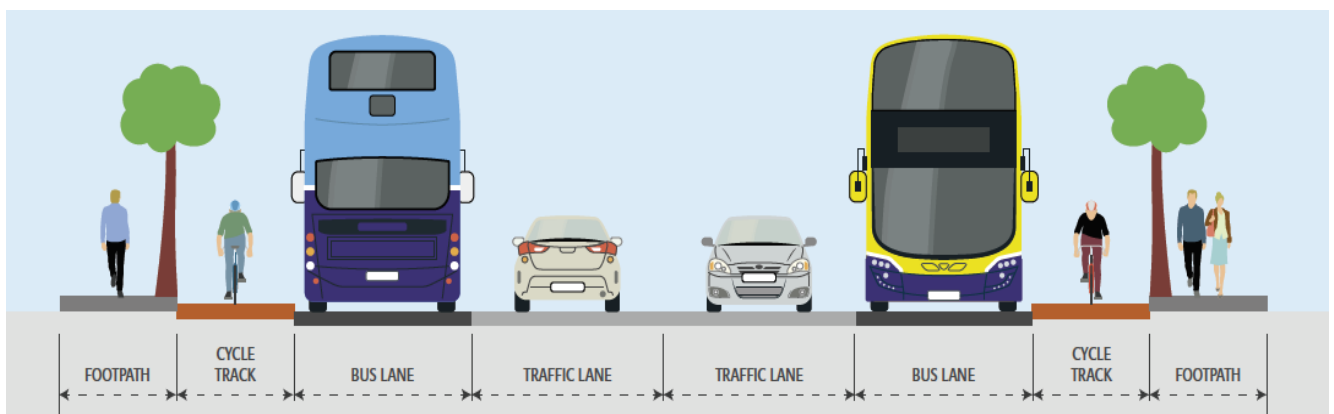 FOOTPATH
CYCLE
TRACK
BUS LANE
TRAFFIC LANE
TRAFFIC LANE
BUS LANE
CYCLE
TRACK
FOOTPATH